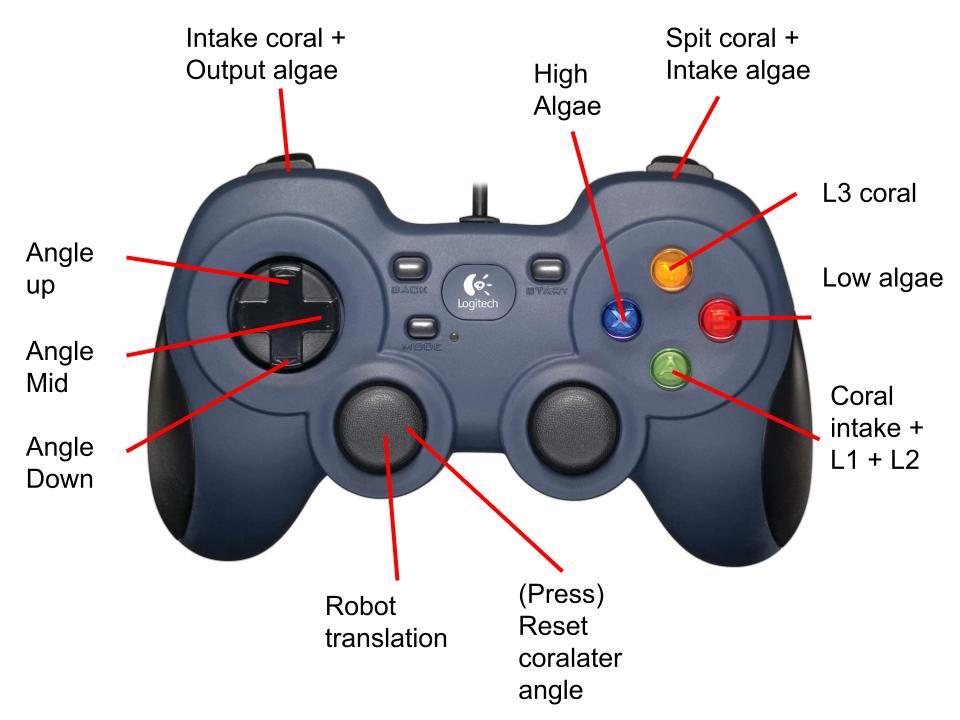 Intake coral +
Output algae
High
Algae
Spit coral +
Intake algae
L3 coral
Angle
up
Low algae
BACK
START
Logitech
X
B
MODE
A
Angle
Mid
Angle
Down
Coral
intake +
L1 + L2
Robot
translation
(Press)
Reset
coralater
angle